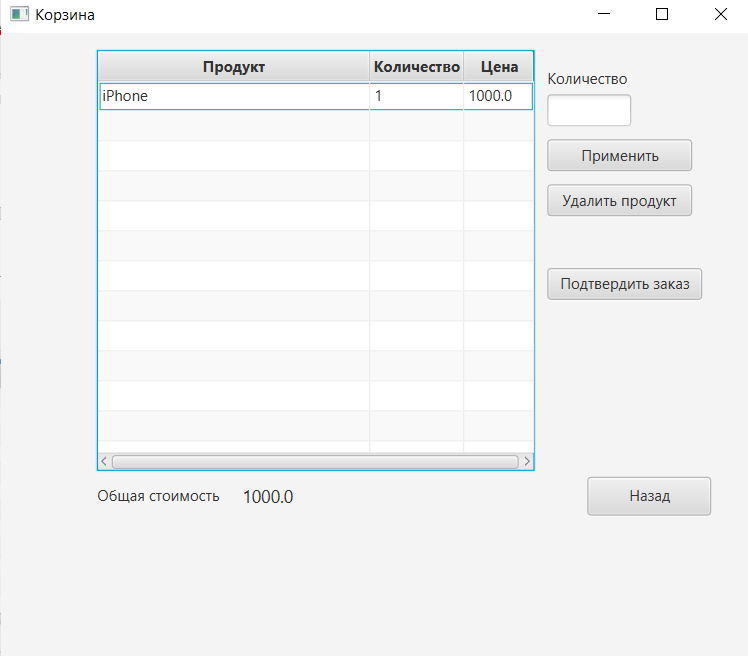 Корзина
Продукт Количество Цена
iPhone 1 1000.0
Количество
Применить
Удалить продукт
Подтвердить заказ
Общая стоимость 1000.0
Назад